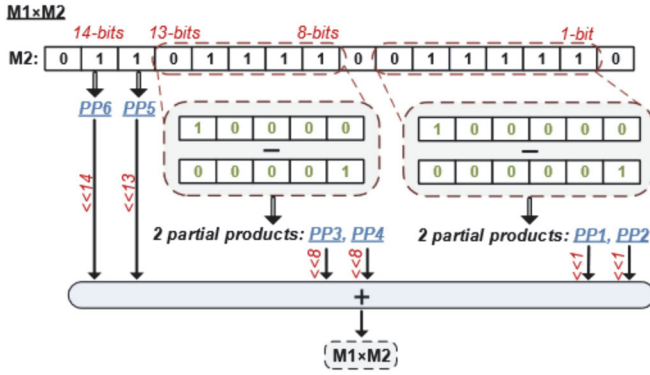 M1×M2
14-bits 13-bits 8-bits 1-bit
M2: 0 1 1 0 1 1 1 1 0 0 1 1 1 1 1 0
PP6 PP5
1 0 0 0 0
−
0 0 0 0 1
1 0 0 0 0 0
−
0 0 0 0 0 1
<<14 <<13
2 partial products: PP3, PP4
2 partial products: PP1, PP2
<<8 <<8 <<1 <<1
+
M1×M2